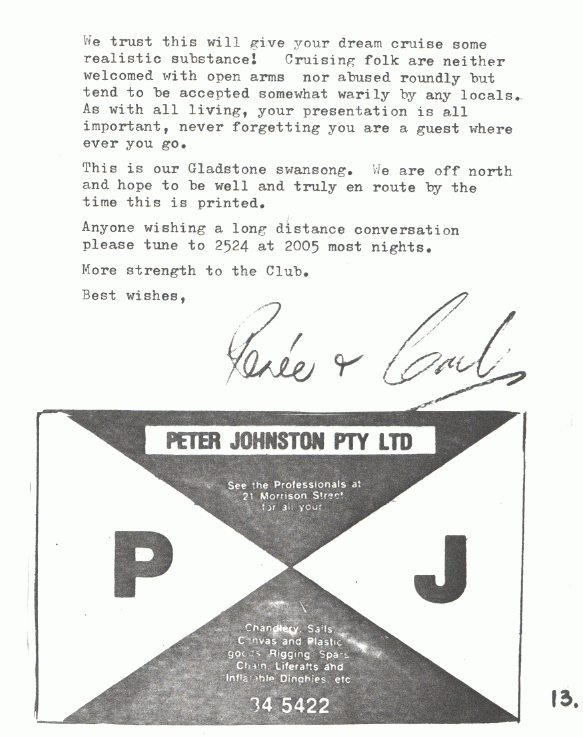 We trust this will give your dream cruise some
realistic substance! Cruising folk are neither
welcomed with open arms nor abused roundly but
tend to be accepted somewhat warily by any locals.
As with all living, your presentation is all
important, never forgetting you are a guest where
ever you go.
This is our Gladstone swansong. We are off north
and hope to be well and truly en route by the
time this is printed.
Anyone wishing a long distance conversation
please tune to 2524 at 2005 most nights.
More strength to the Club.
Best wishes,
Renée &
PETER JOHNSTON PTY LTD
See the Professionals at
21 Morrison Street
for all your
P J
Chandlery, Sails,
Canvas and Plastic
goods, Rigging, Spars
Chain, Liferafts and
Inflatable Dinghies, etc
34 5422
13.